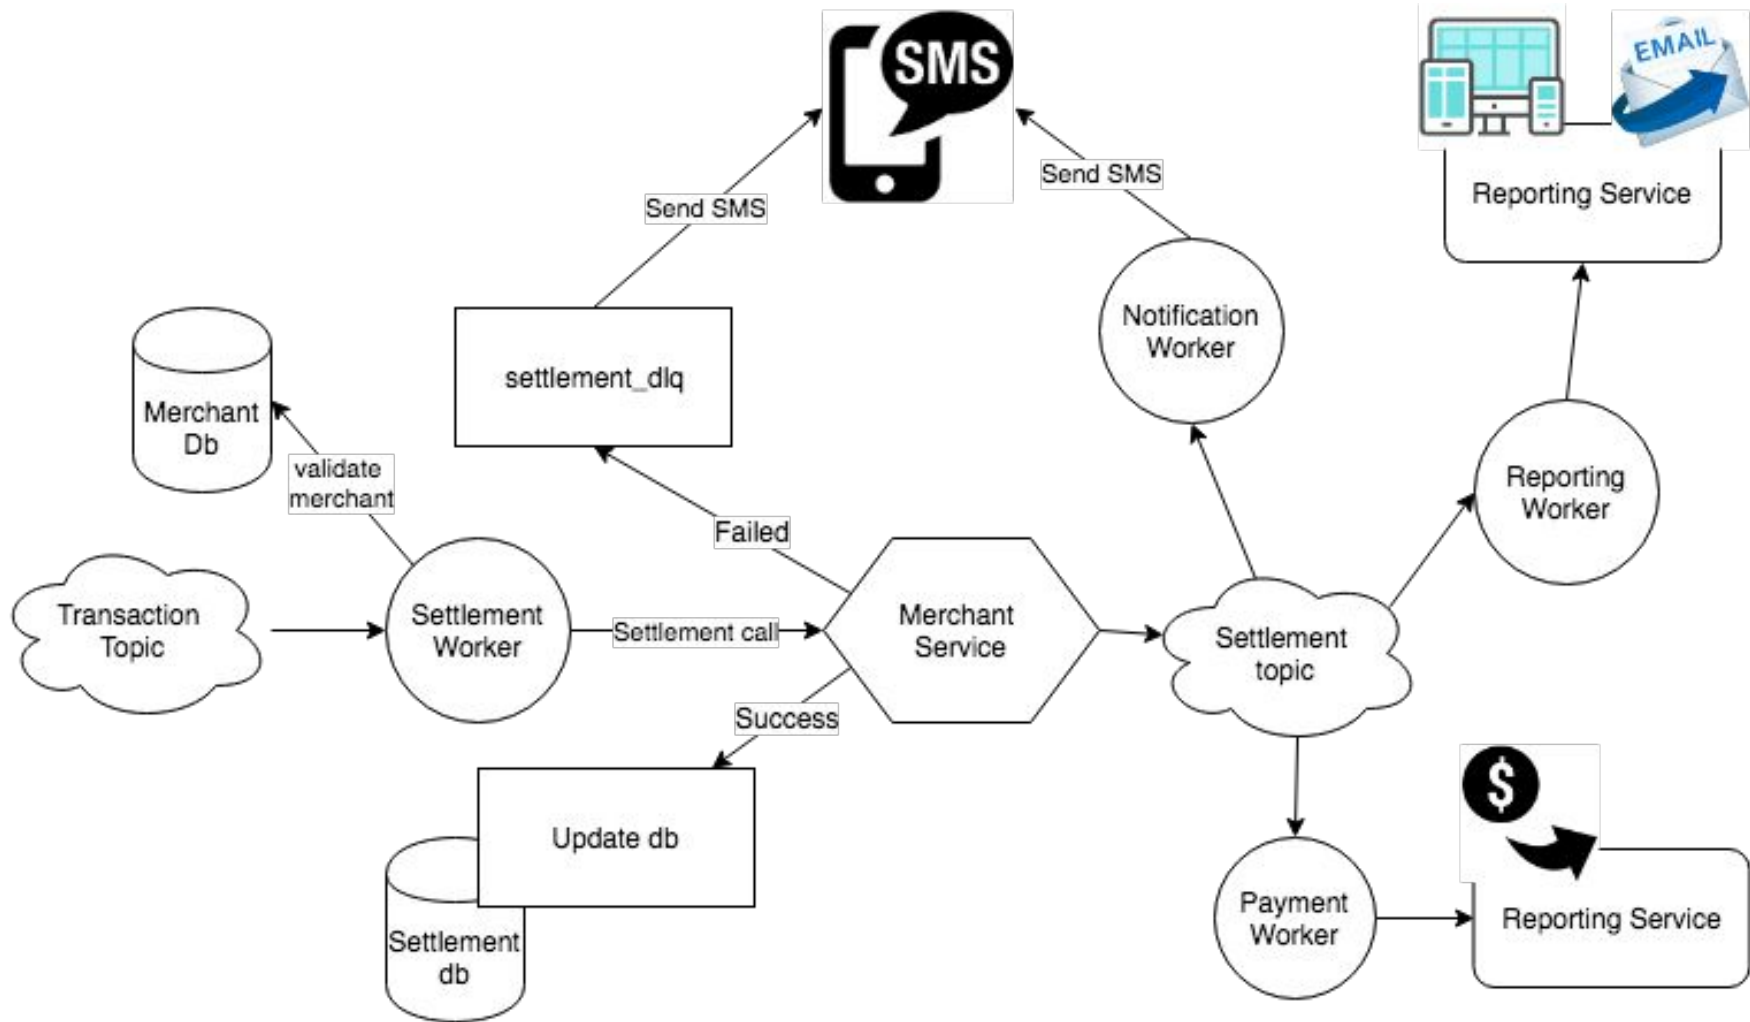 SMS
EMAIL
Send SMS
Send SMS
Reporting Service
Notification
Worker
settlement_dlq
Merchant
Db
validate
merchant
Failed
Reporting
Worker
Transaction
Topic
Settlement
Worker
Settlement call
Merchant
Service
Settlement
topic
Success
Update db
$
Settlement
db
Payment
Worker
Reporting Service